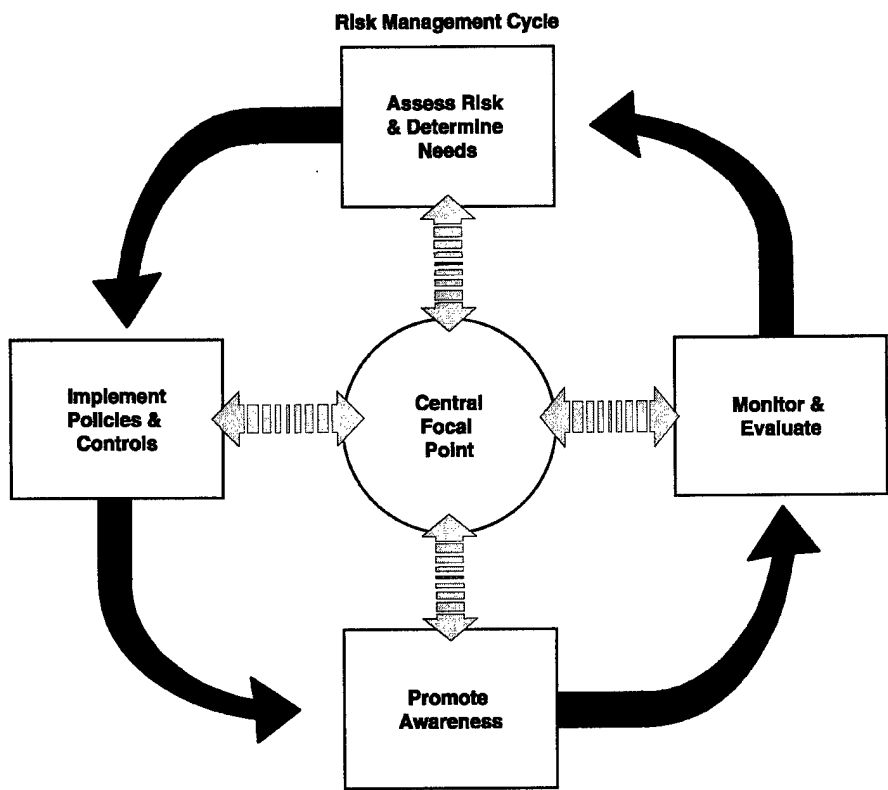 Risk Management Cycle
Assess Risk
& Determine
Needs
Implement
Policies &
Controls
Central
Focal
Point
Monitor &
Evaluate
Promote
Awareness